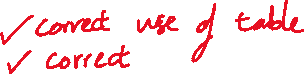 ✓ correct use of table
✓ correct